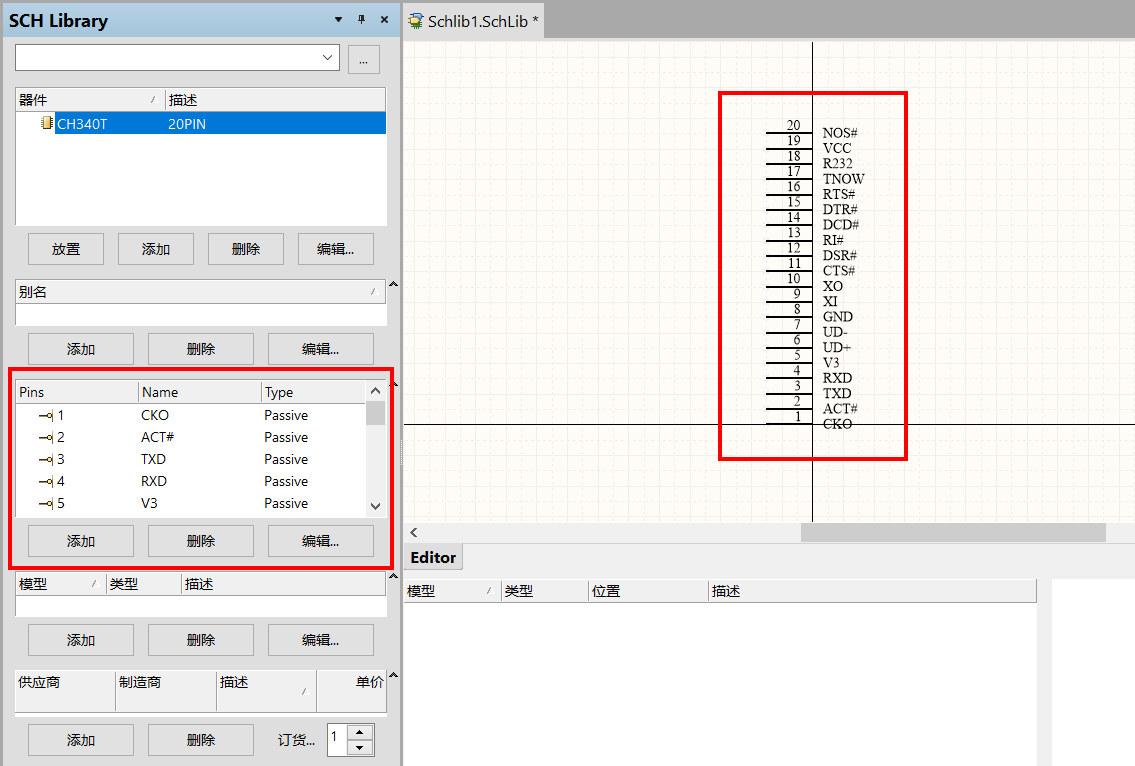 SCH Library
...
器件 描述
CH340T 20PIN
放置 添加 删除 编辑...
别名
添加 删除 编辑...
Pins Name Type
1 CKO Passive
2 ACT# Passive
3 TXD Passive
4 RXD Passive
5 V3 Passive
添加 删除 编辑...
模型 类型 描述
添加 删除 编辑...
供应商 制造商 描述 单价
添加 删除 订货... 1
Schlib1.SchLib *
20 NOS#
19 VCC
18 R232
17 TNOW
16 RTS#
15 DTR#
14 DCD#
13 RI#
12 DSR#
11 CTS#
10 XO
9 XI
8 GND
7 UD-
6 UD+
5 V3
4 RXD
3 TXD
2 ACT#
1 CKO
Editor
模型 类型 位置 描述